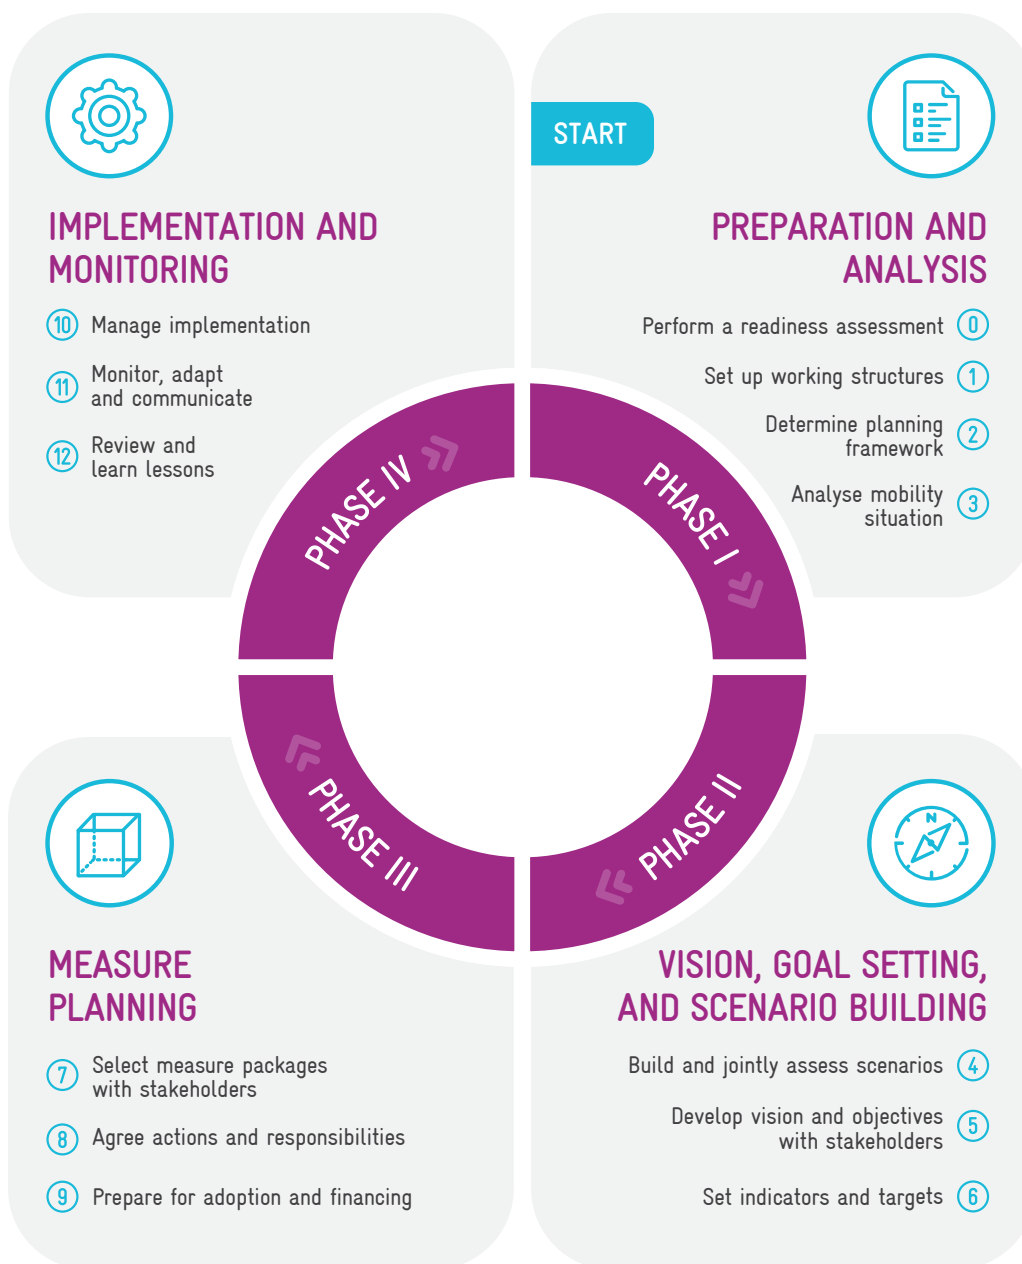 START
PREPARATION AND
ANALYSIS
Perform a readiness assessment 0
Set up working structures 1
Determine planning
framework 2
Analyse mobility
situation 3
PHASE I
VISION, GOAL SETTING,
AND SCENARIO BUILDING
Build and jointly assess scenarios 4
Develop vision and objectives
with stakeholders 5
Set indicators and targets 6
PHASE II
N
MEASURE
PLANNING
7 Select measure packages
with stakeholders
8 Agree actions and responsibilities
9 Prepare for adoption and financing
PHASE III
IMPLEMENTATION AND
MONITORING
10 Manage implementation
11 Monitor, adapt
and communicate
12 Review and
learn lessons
PHASE IV